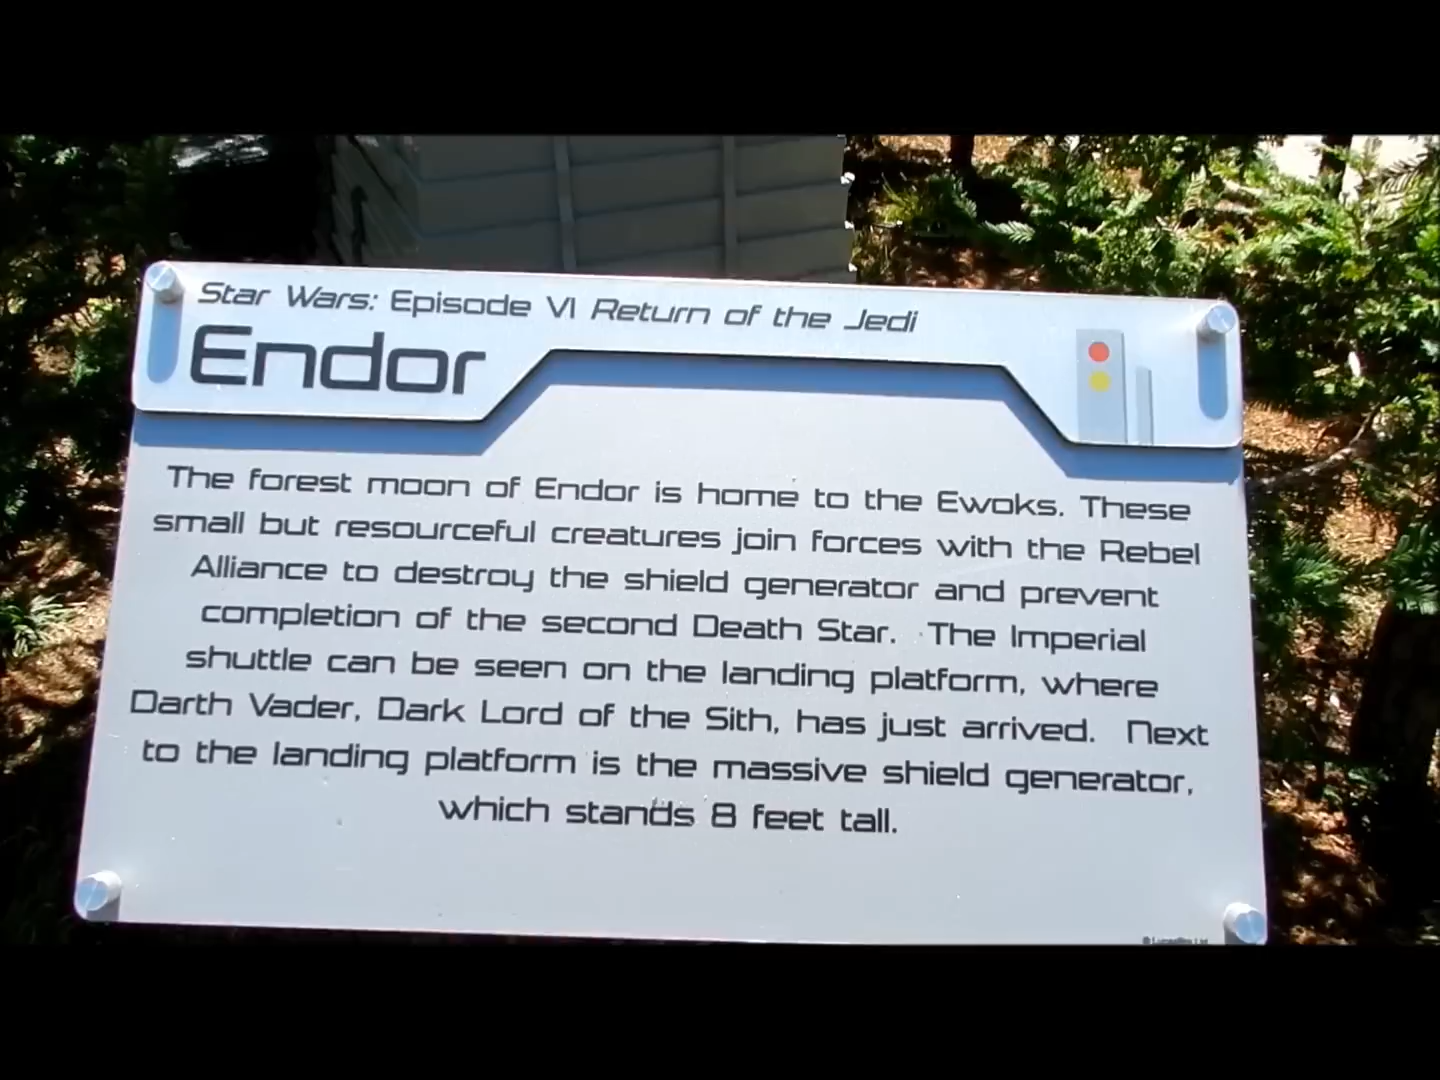 Star Wars: Episode VI Return of the Jedi
Endor
The forest moon of Endor is home to the Ewoks. These
small but resourceful creatures join forces with the Rebel
Alliance to destroy the shield generator and prevent
completion of the second Death Star. The Imperial
shuttle can be seen on the landing platform, where
Darth Vader, Dark Lord of the Sith, has just arrived. Next
to the landing platform is the massive shield generator,
which stands 8 feet tall.
© Lucasfilm Ltd.